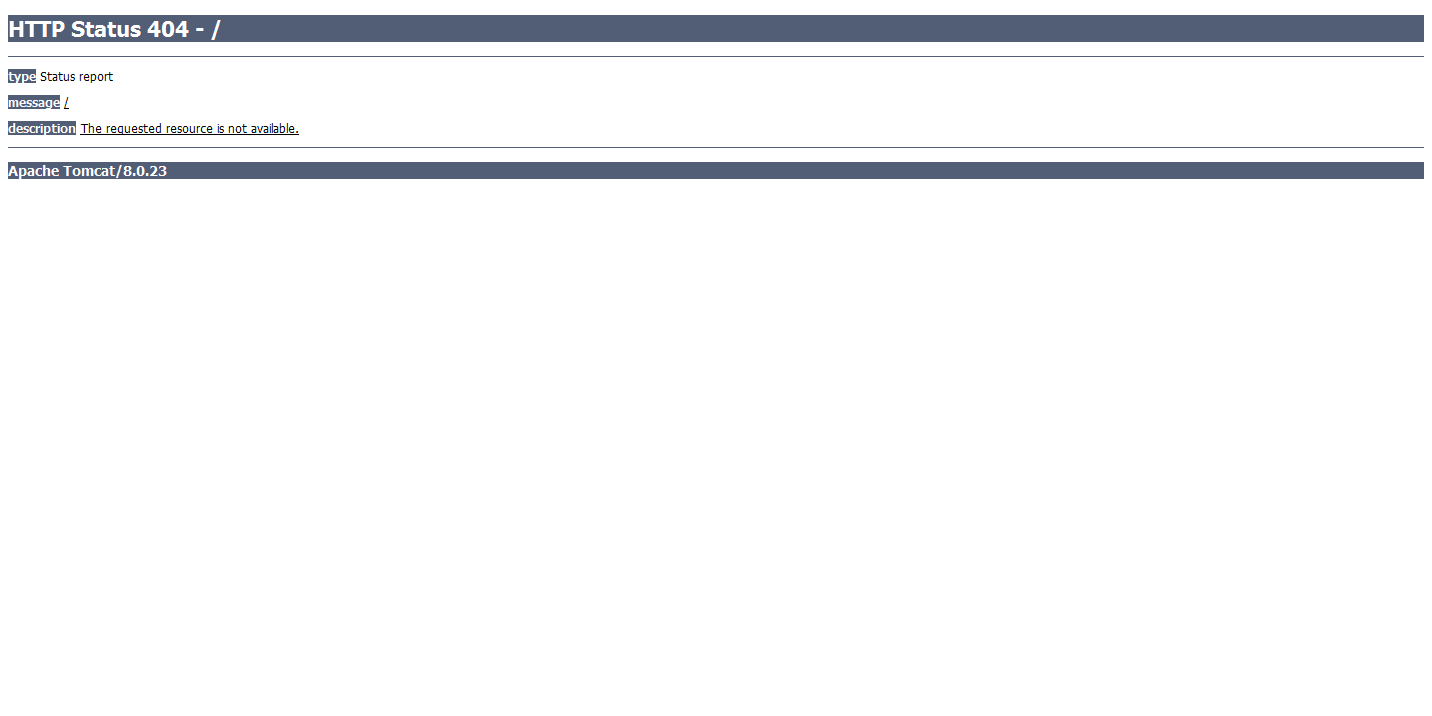 HTTP Status 404 - /
type Status report
message /
description The requested resource is not available.
Apache Tomcat/8.0.23